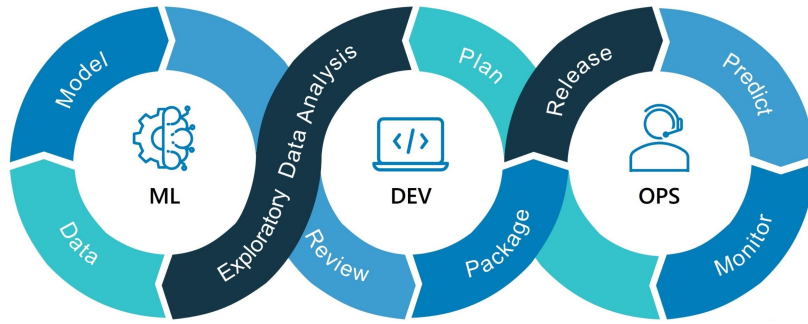 Model
Data
ML
Exploratory Data Analysis
Review
Plan
</>
DEV
Package
Release
Predict
OPS
Monitor